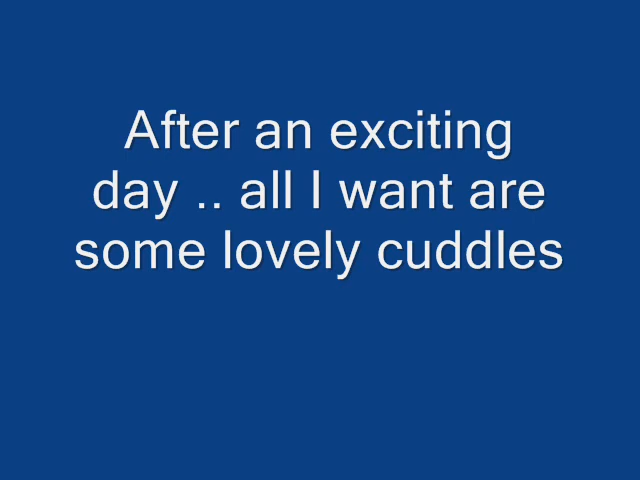 After an exciting
day .. all I want are
some lovely cuddles